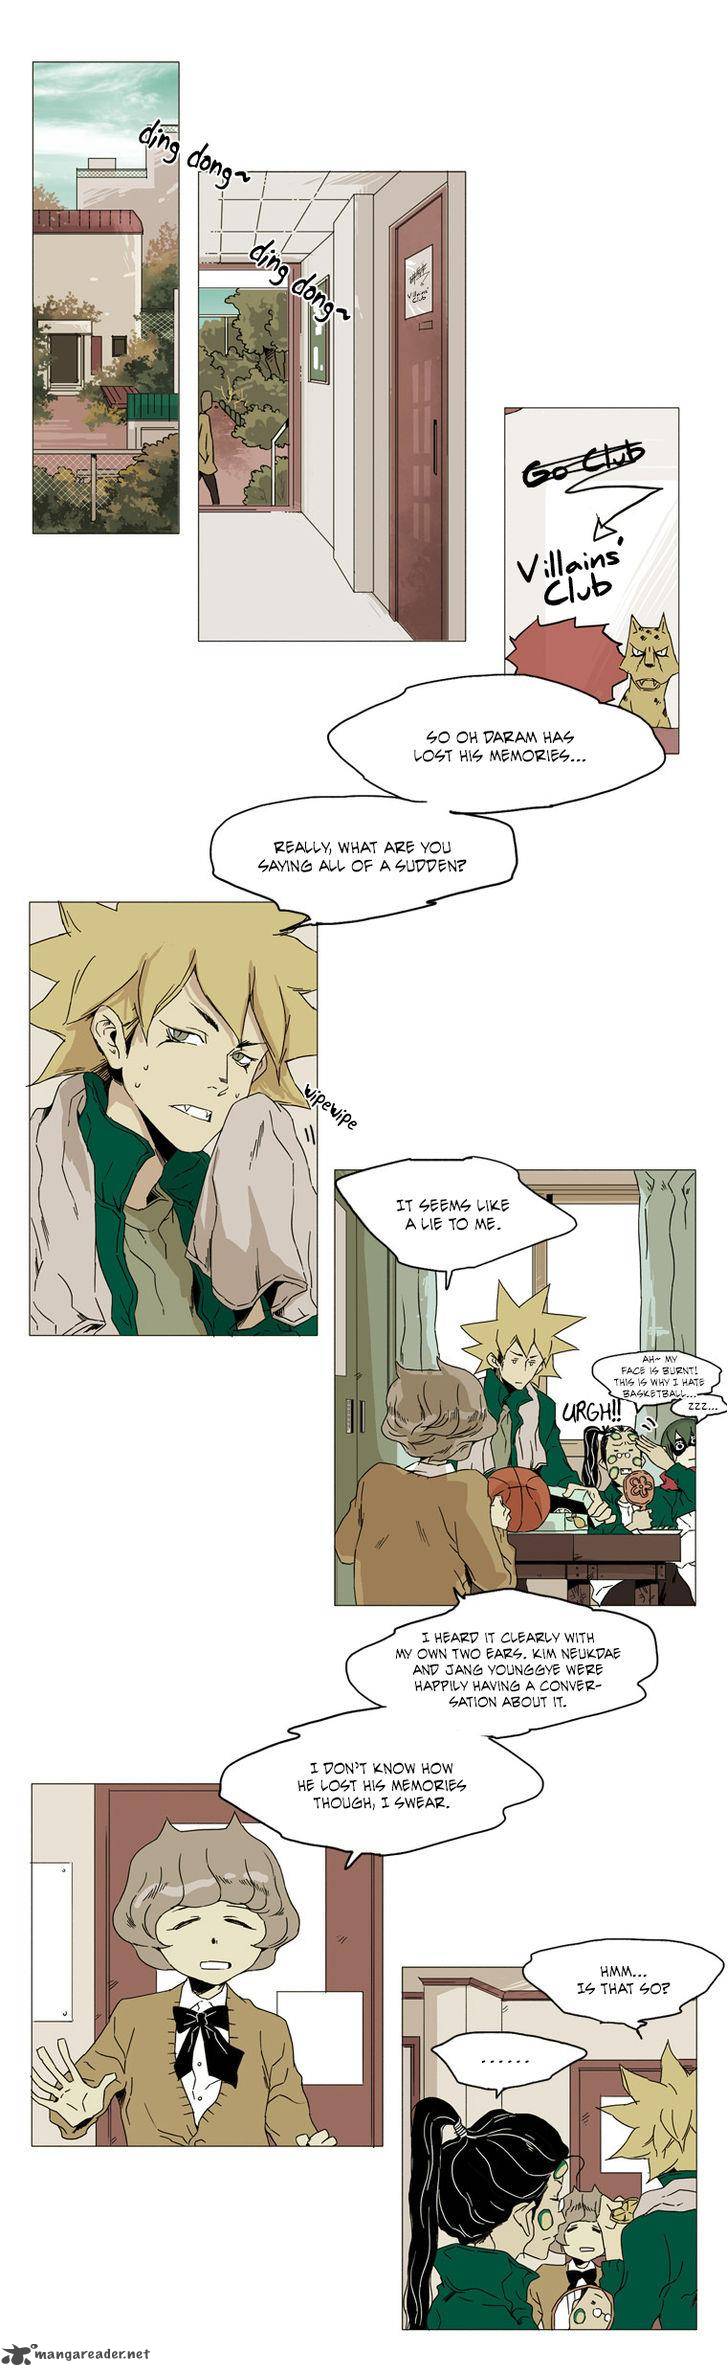 ding dong~
ding dong~
Villains'
Club
Go Club
Villains'
Club
SO OH DARAM HAS
LOST HIS MEMORIES...
REALLY, WHAT ARE YOU
SAYING ALL OF A SUDDEN?
wipewipe
IT SEEMS LIKE
A LIE TO ME.
AH~ MY
FACE IS BURNT!
THIS IS WHY I HATE
BASKETBALL...
ZZZ...
URGH!!
I HEARD IT CLEARLY WITH
MY OWN TWO EARS. KIM NEUKDAE
AND JANG YOUNGGYE WERE
HAPPILY HAVING A CONVER-
SATION ABOUT IT.
I DON'T KNOW HOW
HE LOST HIS MEMORIES
THOUGH, I SWEAR.
HMM...
IS THAT SO?
......
mangareader.net